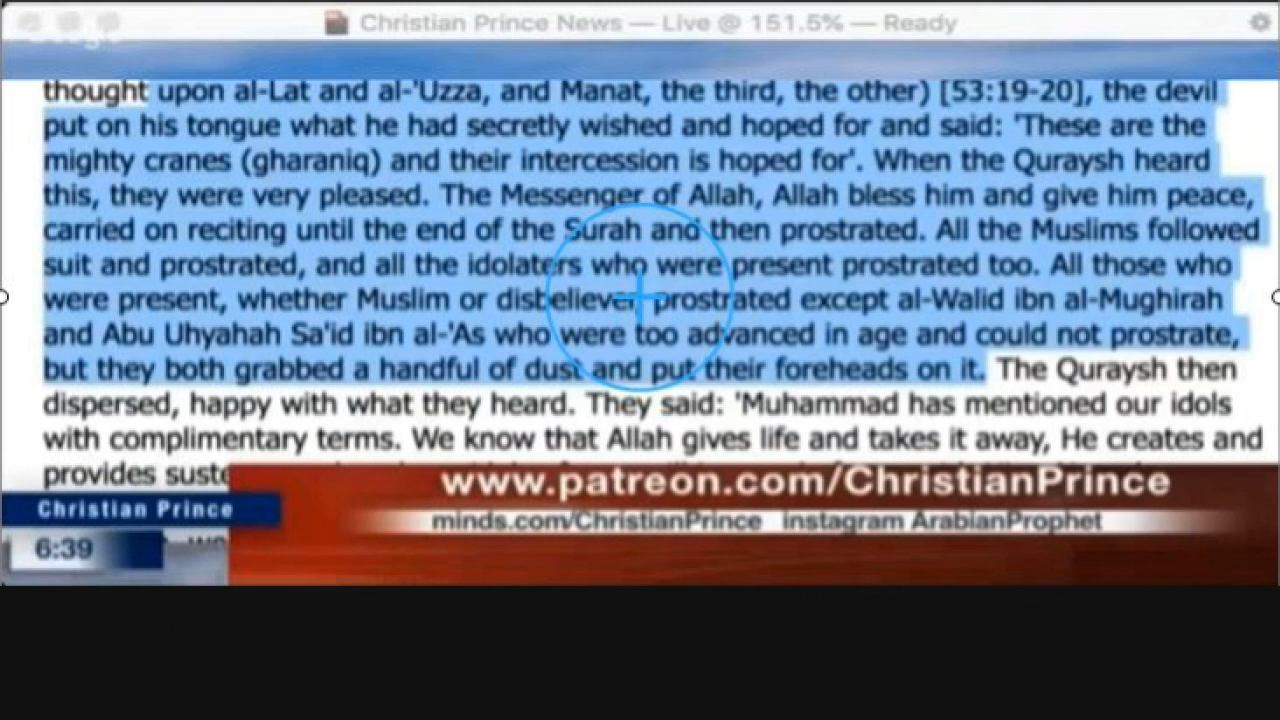 Christian Prince News — Live @ 151.5% — Ready
thought upon al-Lat and al-'Uzza, and Manat, the third, the other) [53:19-20], the devil
put on his tongue what he had secretly wished and hoped for and said: 'These are the
mighty cranes (gharaniq) and their intercession is hoped for'. When the Quraysh heard
this, they were very pleased. The Messenger of Allah, Allah bless him and give him peace,
carried on reciting until the end of the Surah and then prostrated. All the Muslims followed
suit and prostrated, and all the idolaters who were present prostrated too. All those who
were present, whether Muslim or disbeliever, prostrated except al-Walid ibn al-Mughirah
and Abu Uhyahah Sa'id ibn al-'As who were too advanced in age and could not prostrate,
but they both grabbed a handful of dust and put their foreheads on it. The Quraysh then
dispersed, happy with what they heard. They said: 'Muhammad has mentioned our idols
with complimentary terms. We know that Allah gives life and takes it away, He creates and
provides
www.patreon.com/ChristianPrince
Christian Prince
minds.com/ChristianPrince instagram ArabianProphet
6:39